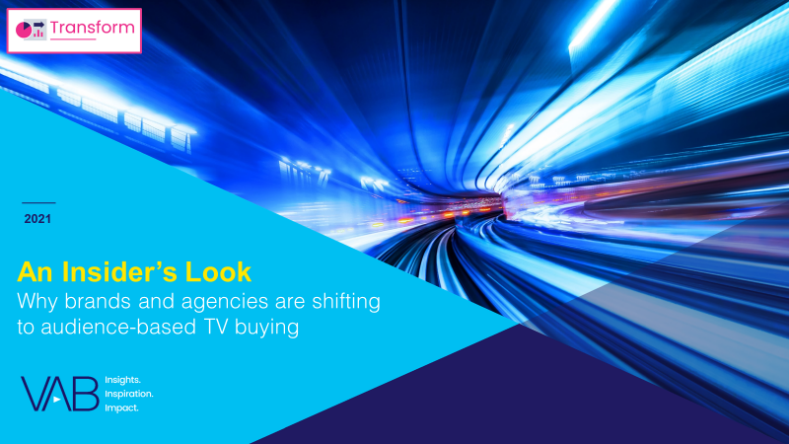 Transform
2021
An Insider's Look
Why brands and agencies are shifting
to audience-based TV buying
VAB
Insights.
Inspiration.
Impact.